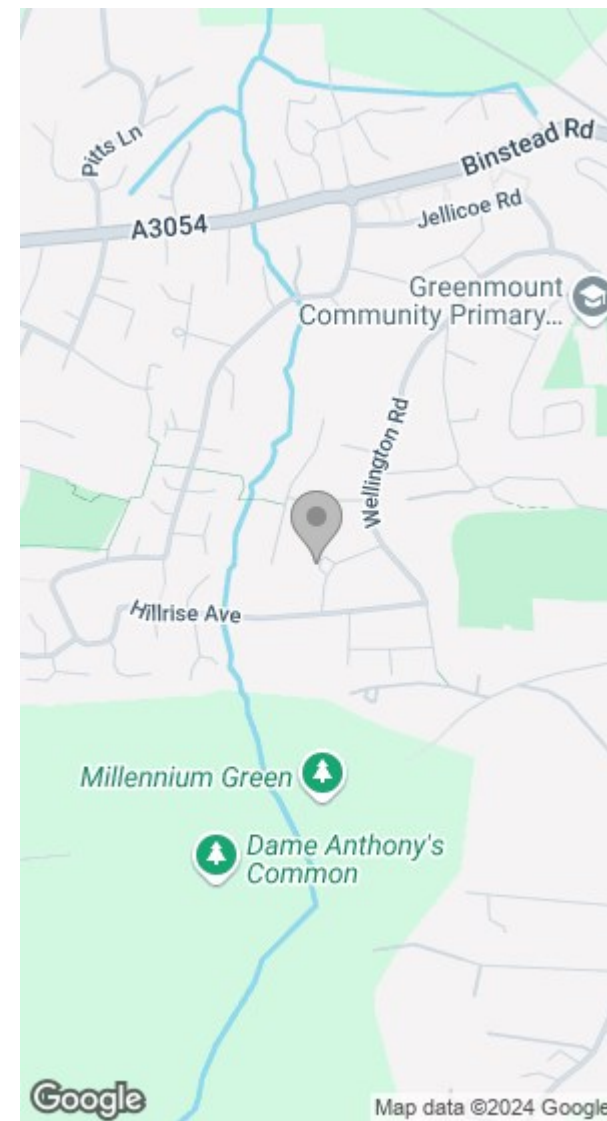 Pitts Ln
Binstead Rd
A3054
Jellicoe Rd
Greenmount
Community Primary...
Wellington Rd
Hillrise Ave
Millennium Green
Dame Anthony's
Common
Google
Map data ©2024 Google